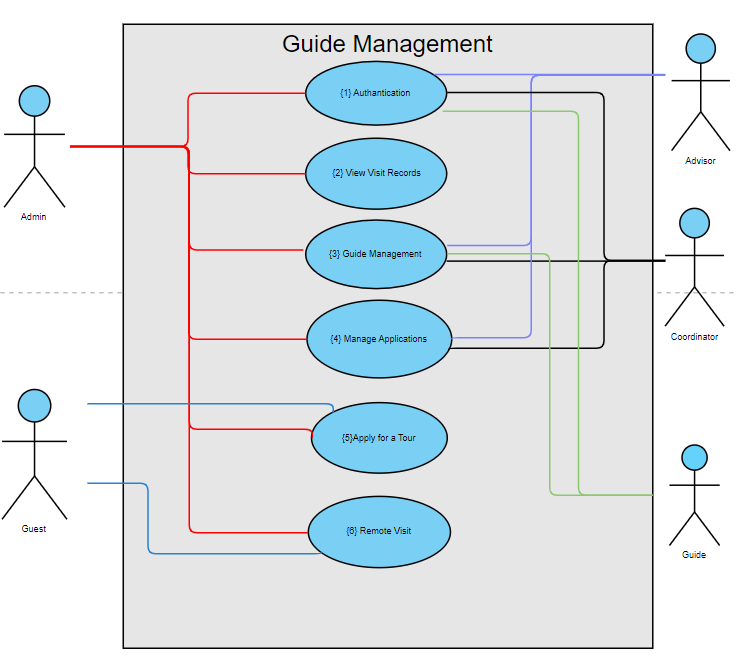 Guide Management
{1} Authantication
{2} View Visit Records
{3} Guide Management
{4} Manage Applications
{5}Apply for a Tour
{6} Remote Visit
Admin
Guest
Advisor
Coordinator
Guide